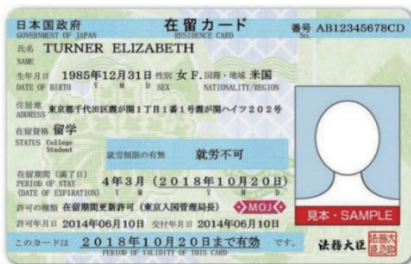 日本国政府 在留カード 番号 AB12345678CD
GOVERNMENT OF JAPAN RESIDENCE CARD No.
氏名 TURNER ELIZABETH
NAME
生年月日 1985年12月31日 性別 女 F. 国籍・地域 米国
DATE OF BIRTH Y M D SEX NATIONALITY/REGION
住居地 東京都千代田区霞が関1丁目1番1号霞が関ハイツ202号
ADDRESS
在留資格 留学
STATUS College
Student
就労制限の有無 就労不可
在留期間(満了日) 4年3月(2018年10月20日)
PERIOD OF STAY Y M Y M D
(DATE OF EXPIRATION)
許可の種類 在留期間更新許可(東京入国管理局長) MOJ
見本・SAMPLE
許可年月日 2014年06月10日 交付年月日 2014年06月10日
このカードは 2018年10月20日まで有効 です。
PERIOD OF VALIDITY OF THIS CARD
法務大臣